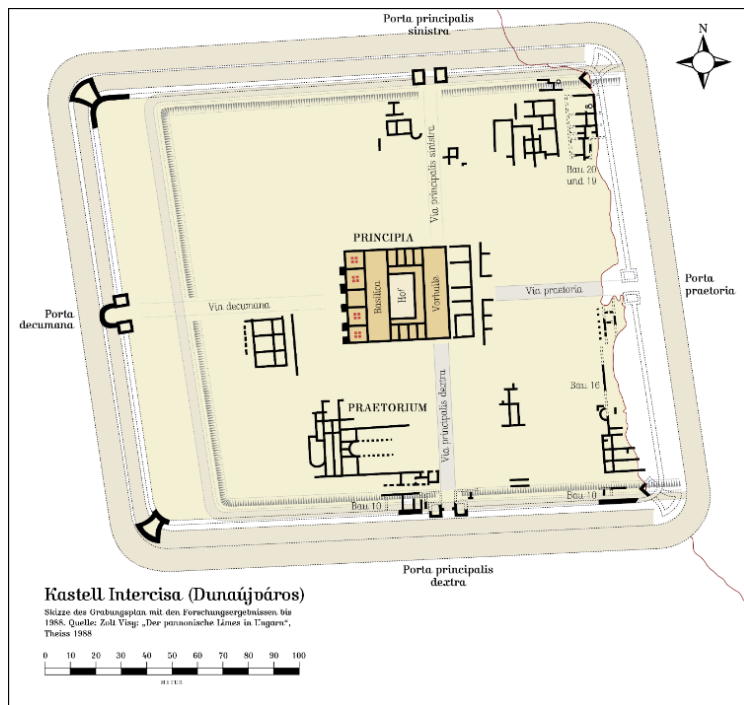 Porta principalis
sinistra
N
Bau 20
und 19
Via principalis sinistra
PRINCIPIA
Basilica
Hof
Vorhalle
Via praetoria
Porta
praetoria
Via decumana
Porta
decumana
Bau 16
PRAETORIUM
Via principalis dextra
Bau 10
Bau 10
Porta principalis
dextra
Kastell Intercisa (Dunaújváros)
Skizze des Grabungsplan mit den Forschungsergebnissen bis
1988. Quelle: Zolt Visy: „Der pannonische Limes in Ungarn“,
Theiss 1988
0 10 20 30 40 50 60 70 80 90 100
METER